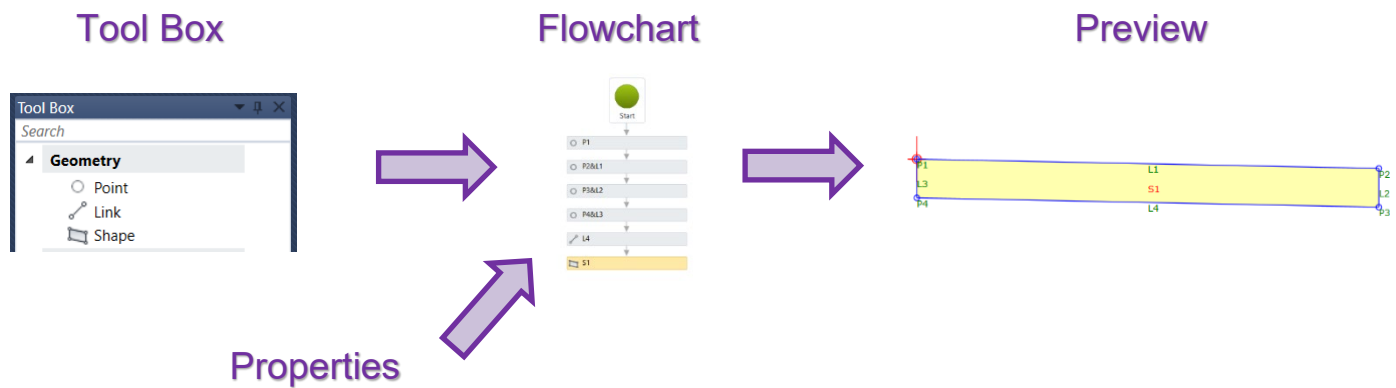 Tool Box
Flowchart
Preview
Tool Box
Search
Geometry
Point
Link
Shape
Start
P1
P2&L1
P3&L2
P4&L3
L4
S1
P1
L1
P2
L3
S1
L2
P4
L4
P3
Properties